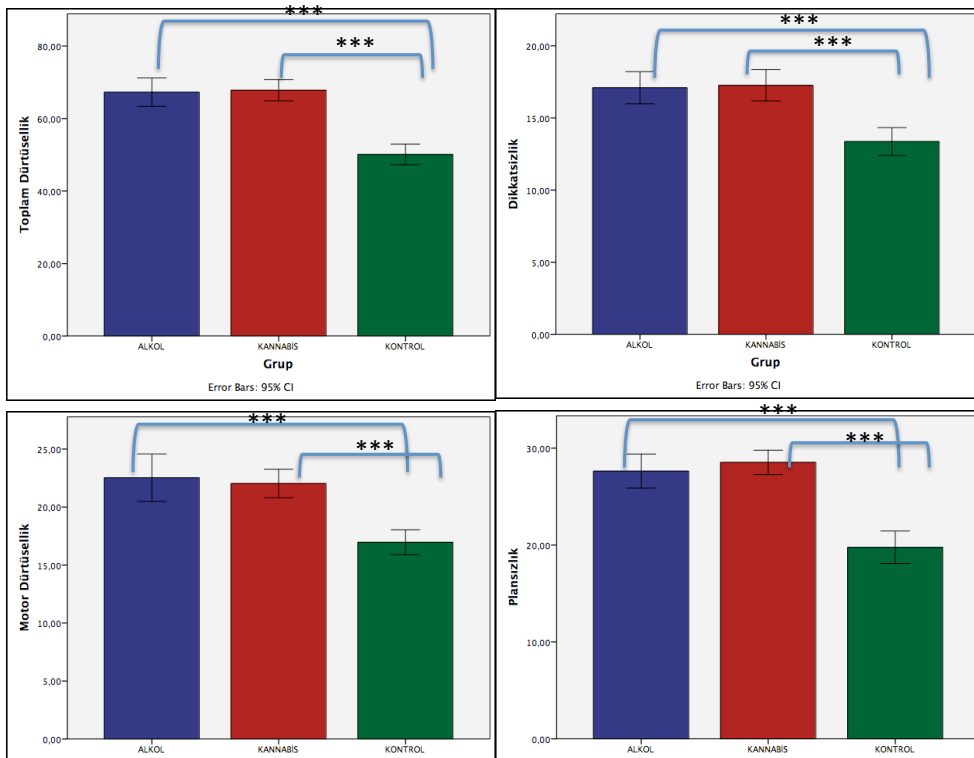 ***
***
Toplam Dürtüsellik
80,00
60,00
40,00
20,00
0,00
ALKOL KANNABİS KONTROL
Grup
Error Bars: 95% CI
***
***
Dikkatsizlik
20,00
15,00
10,00
5,00
0,00
ALKOL KANNABİS KONTROL
Grup
Error Bars: 95% CI
***
***
Motor Dürtüsellik
25,00
20,00
15,00
10,00
5,00
,00
ALKOL KANNABİS KONTROL
***
***
Plansızlık
30,00
20,00
10,00
,00
ALKOL KANNABİS KONTROL